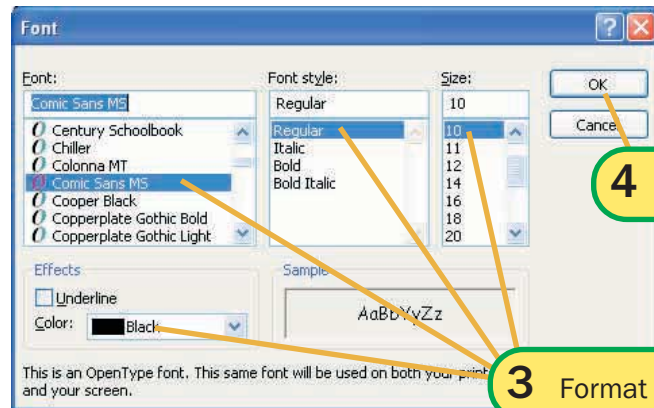 Font
Font: Font style: Size:
Comic Sans MS Regular 10 OK
Century Schoolbook Regular 10 Cancel
Chiller Italic 11
Colonna MT Bold 12
Comic Sans MS Bold Italic 14
Cooper Black 16
Copperplate Gothic Bold 18
Copperplate Gothic Light 20
4
Effects Sample
Underline
Color: Black AaBbYyZz
This is an OpenType font. This same font will be used on both your
and your screen.
3 Format